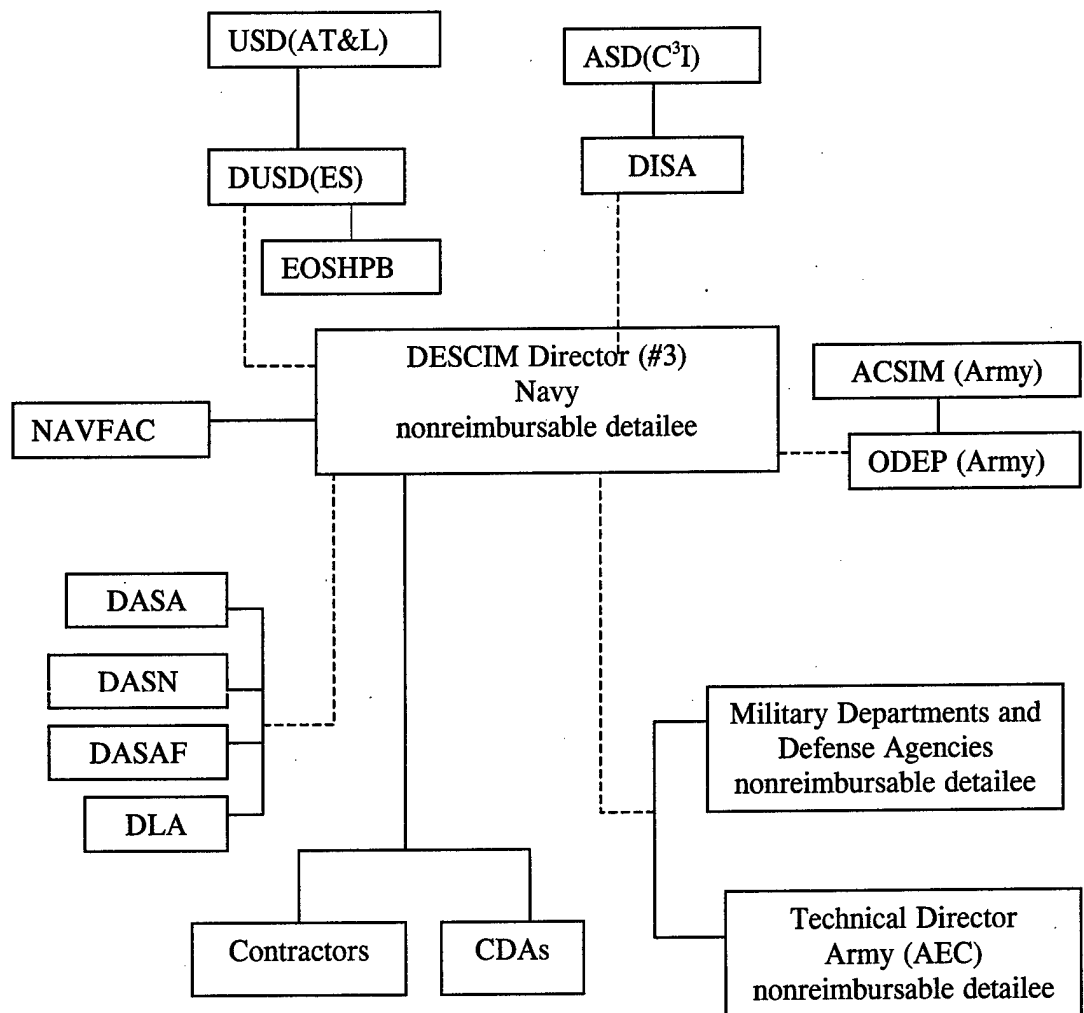 USD(AT&L)
ASD(C³I)
DUSD(ES)
DISA
EOSHPB
DESCIM Director (#3)
Navy
nonreimbursable detailee
ACSIM (Army)
NAVFAC
ODEP (Army)
DASA
DASN
DASAF
DLA
Military Departments and
Defense Agencies
nonreimbursable detailee
Contractors
CDAs
Technical Director
Army (AEC)
nonreimbursable detailee